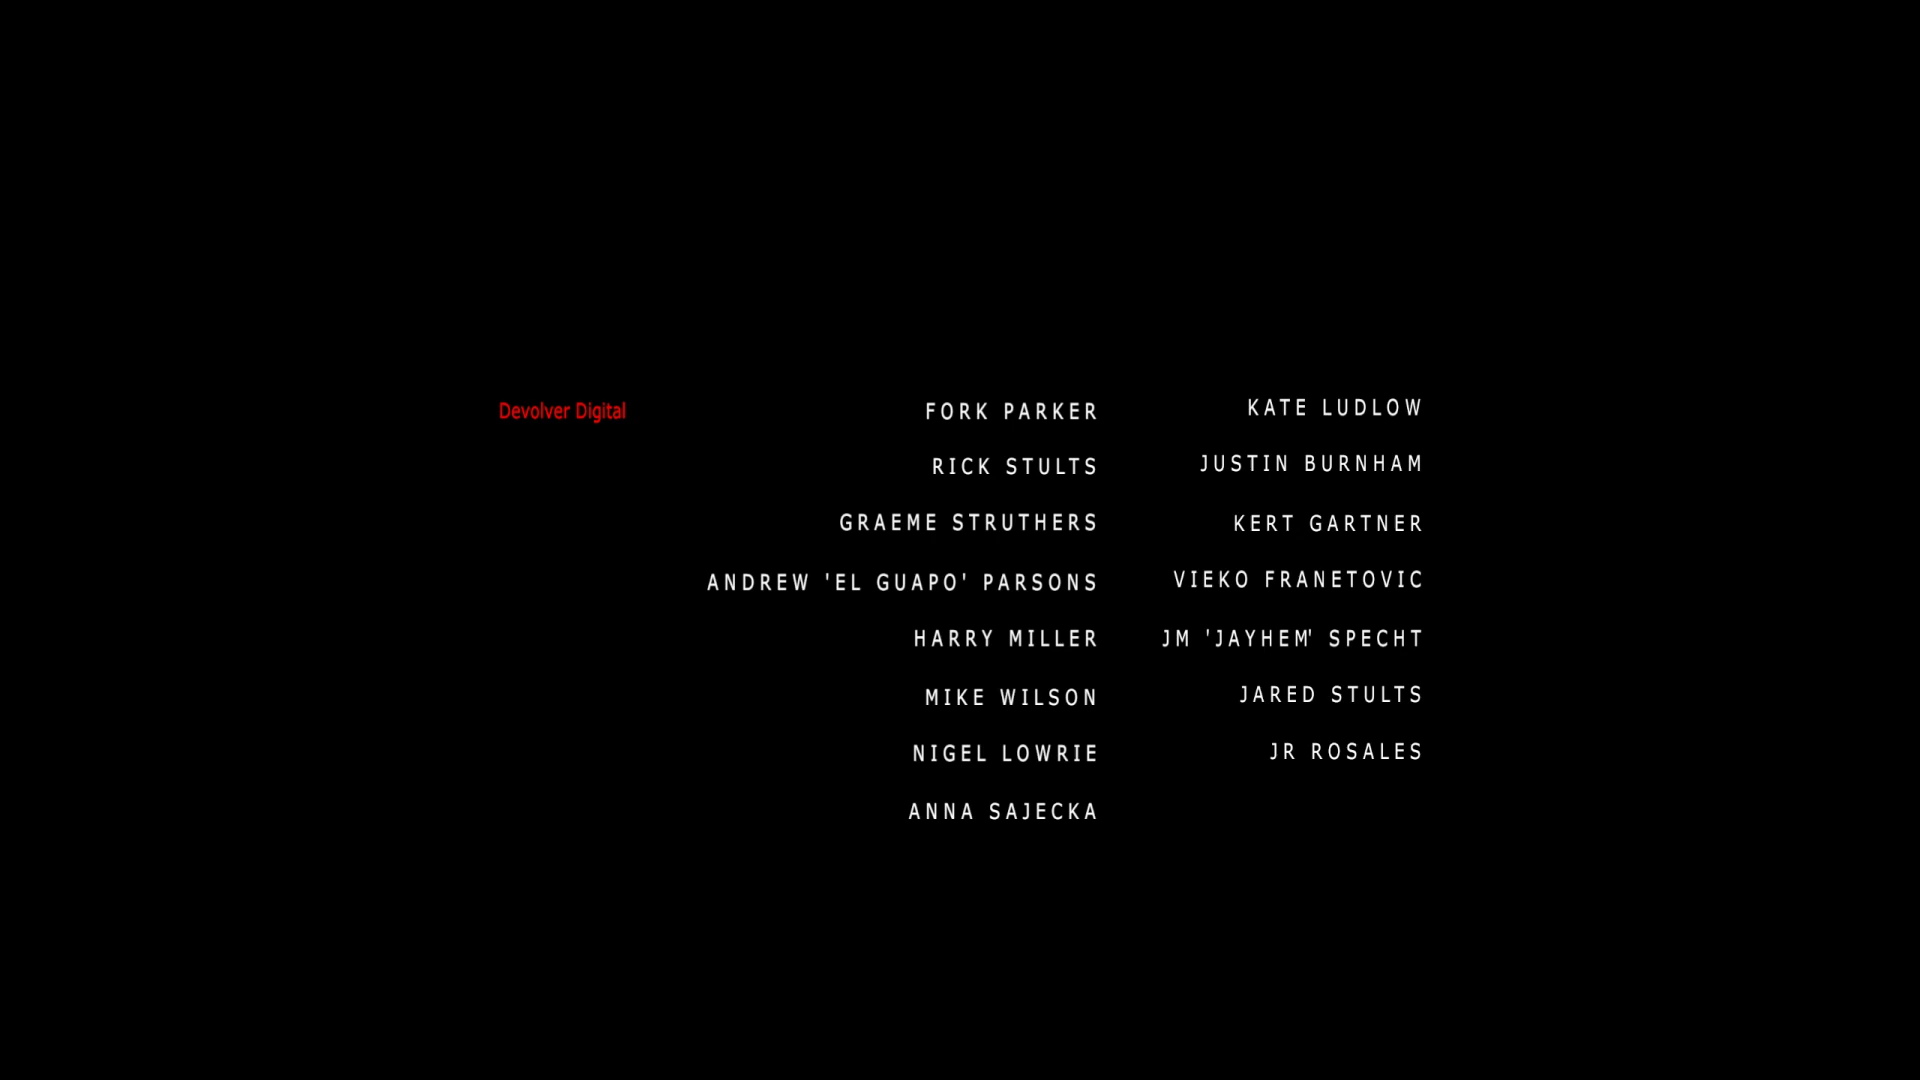 Devolver Digital
FORK PARKER
RICK STULTS
GRAEME STRUTHERS
ANDREW 'EL GUAPO' PARSONS
HARRY MILLER
MIKE WILSON
NIGEL LOWRIE
ANNA SAJECKA
KATE LUDLOW
JUSTIN BURNHAM
KERT GARTNER
VIEKO FRANETOVIC
JM 'JAYHEM' SPECHT
JARED STULTS
JR ROSALES